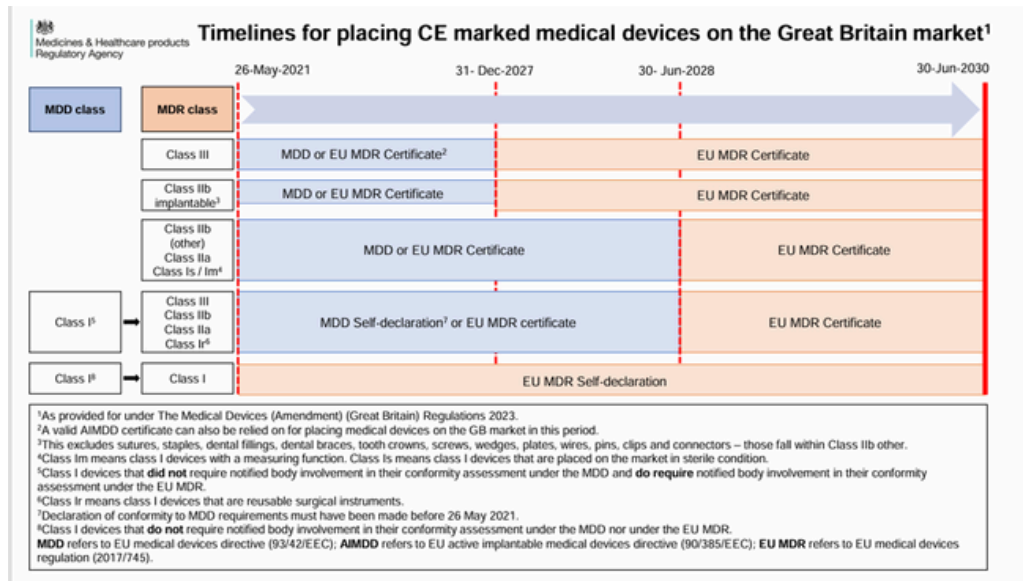 Medicines & Healthcare products
Regulatory Agency
Timelines for placing CE marked medical devices on the Great Britain market¹
26-May-2021
31- Dec-2027
30- Jun-2028
30-Jun-2030
MDD class
MDR class
Class III
MDD or EU MDR Certificate²
EU MDR Certificate
Class IIb
implantable³
MDD or EU MDR Certificate
EU MDR Certificate
Class IIb
(other)
Class IIa
Class Is / Im⁴
MDD or EU MDR Certificate
EU MDR Certificate
Class I⁵
Class III
Class IIb
Class IIa
Class Ir⁶
MDD Self-declaration⁷ or EU MDR certificate
EU MDR Certificate
Class I⁸
Class I
EU MDR Self-declaration
¹As provided for under The Medical Devices (Amendment) (Great Britain) Regulations 2023.
²A valid AIMDD certificate can also be relied on for placing medical devices on the GB market in this period.
³This excludes sutures, staples, dental fillings, dental braces, tooth crowns, screws, wedges, plates, wires, pins, clips and connectors – those fall within Class IIb other.
⁴Class Im means class I devices with a measuring function. Class Is means class I devices that are placed on the market in sterile condition.
⁵Class I devices that did not require notified body involvement in their conformity assessment under the MDD and do require notified body involvement in their conformity
assessment under the EU MDR.
⁶Class Ir means class I devices that are reusable surgical instruments.
⁷Declaration of conformity to MDD requirements must have been made before 26 May 2021.
⁸Class I devices that do not require notified body involvement in their conformity assessment under the MDD nor under the EU MDR.
MDD refers to EU medical devices directive (93/42/EEC); AIMDD refers to EU active implantable medical devices directive (90/385/EEC); EU MDR refers to EU medical devices
regulation (2017/745).